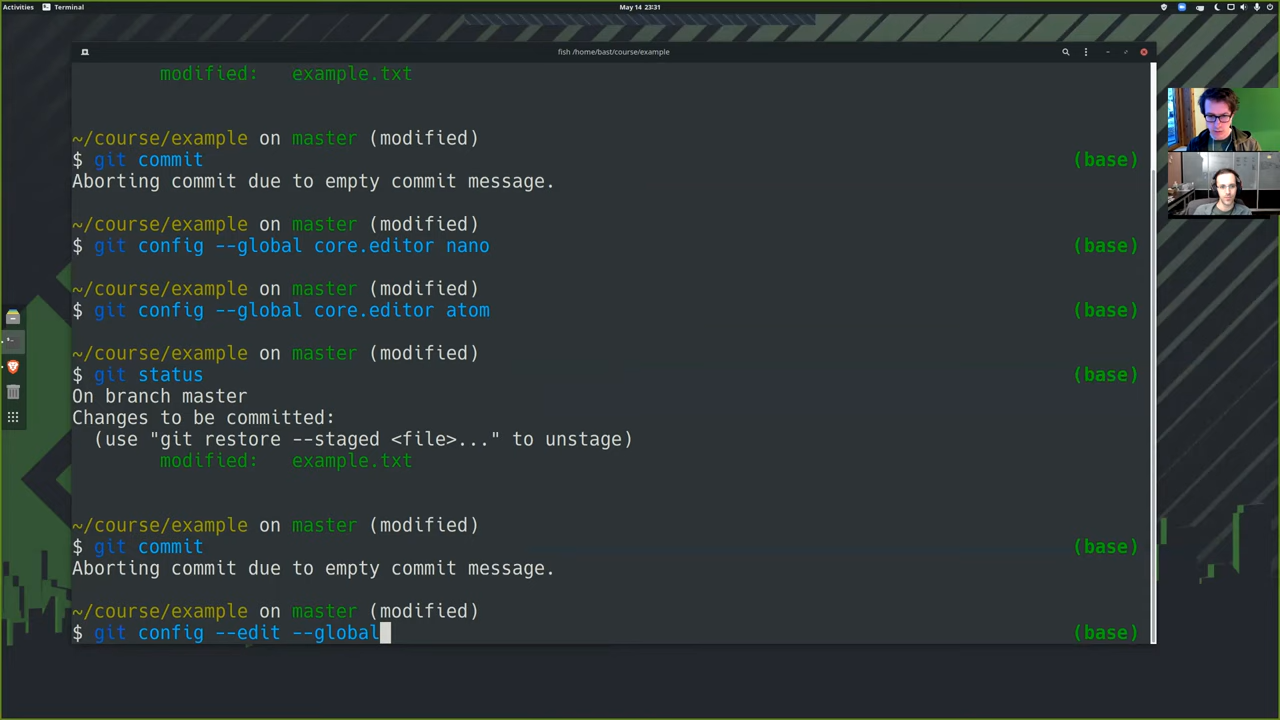 Activities
Terminal
May 14 23:31
fish /home/bast/course/example
modified:   example.txt
~/course/example on master (modified)
$ git commit (base)
Aborting commit due to empty commit message.
~/course/example on master (modified)
$ git config --global core.editor nano (base)
~/course/example on master (modified)
$ git config --global core.editor atom (base)
~/course/example on master (modified)
$ git status (base)
On branch master
Changes to be committed:
(use "git restore --staged <file>..." to unstage)
modified:   example.txt
~/course/example on master (modified)
$ git commit (base)
Aborting commit due to empty commit message.
~/course/example on master (modified)
$ git config --edit --global (base)